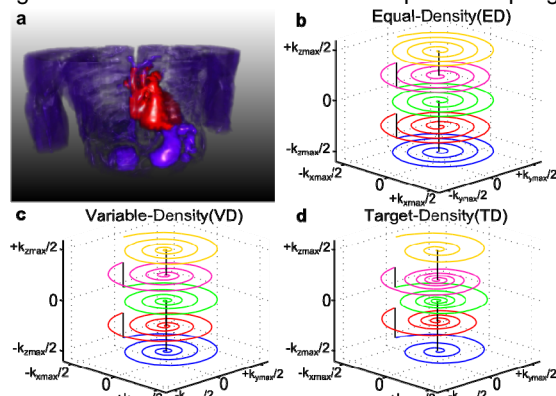 a
b
Equal-Density(ED)
+kzmax/2
0
-kzmax/2
-kxmax/2
0
+kxmax/2
-kymax/2
0
+kymax/2
c
Variable-Density(VD)
+kzmax/2
0
-kzmax/2
-kxmax/2
0
0
+kymax/2
d
Target-Density(TD)
+kzmax/2
0
-kzmax/2
-kxmax/2
0
0
+kymax/2